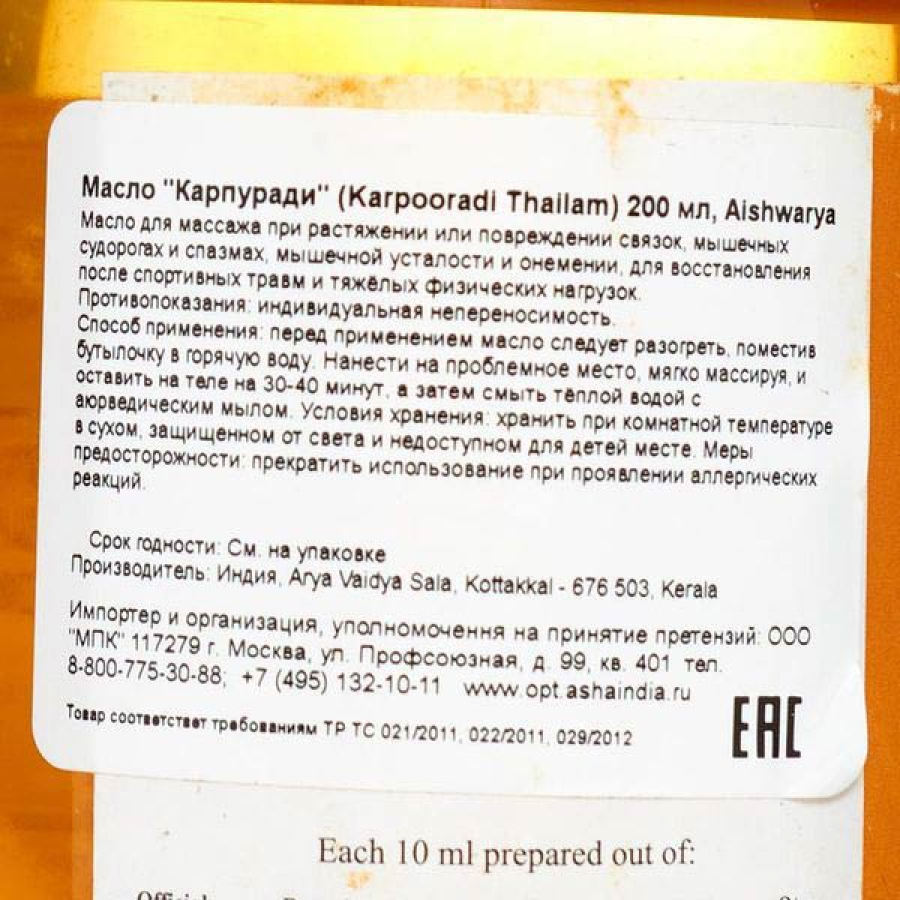 Масло "Карпуради" (Karpooradi Thailam) 200 мл, Aishwarya
Масло для массажа при растяжении или повреждении связок, мышечных
судорогах и спазмах, мышечной усталости и онемении, для восстановления
после спортивных травм и тяжёлых физических нагрузок.
Противопоказания: индивидуальная непереносимость.
Способ применения: перед применением масло следует разогреть, поместив
бутылочку в горячую воду. Нанести на проблемное место, мягко массируя, и
оставить на теле на 30-40 минут, а затем смыть тёплой водой с
аюрведическим мылом. Условия хранения: хранить при комнатной температуре
в сухом, защищенном от света и недоступном для детей месте. Меры
предосторожности: прекратить использование при проявлении аллергических
реакций.
Срок годности: См. на упаковке
Производитель: Индия, Arya Vaidya Sala, Kottakkal - 676 503, Kerala
Импортер и организация, уполномочення на принятие претензий: ООО
"МПК" 117279 г. Москва, ул. Профсоюзная, д. 99, кв. 401 тел.
8-800-775-30-88; +7 (495) 132-10-11 www.opt.ashaindia.ru
Товар соответствует требованиям ТР ТС 021/2011, 022/2011, 029/2012
EAC
Each 10 ml prepared out of: